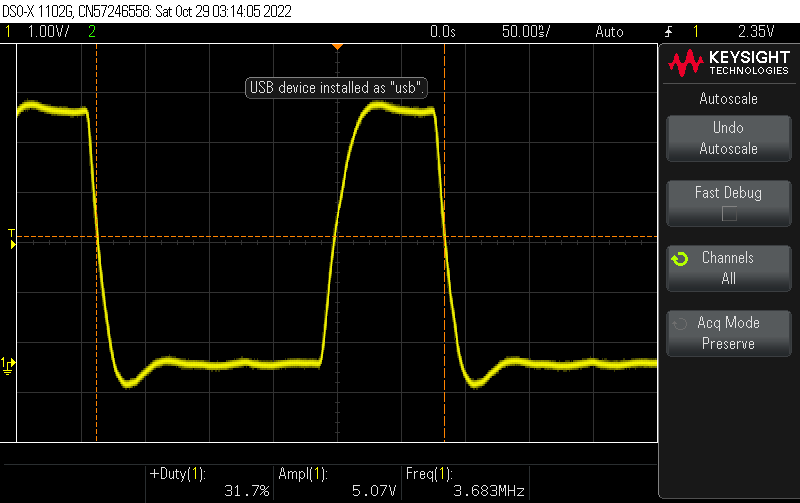 DSO-X 1102G, CN57246558: Sat Oct 29 03:14:05 2022
1 1.00V/ 2 0.0s 50.00ns/ Auto 1 2.35V
KEYSIGHT
TECHNOLOGIES
USB device installed as "usb".
Autoscale
Undo
Autoscale
Fast Debug
T
Channels
All
Acq Mode
Preserve
1
+Duty(1): Ampl(1): Freq(1):
31.7% 5.07V 3.683MHz